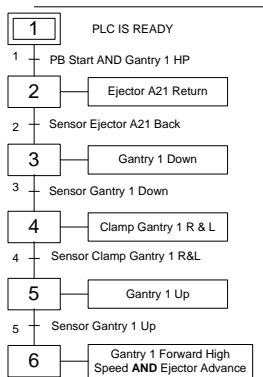 1 PLC IS READY
1 PB Start AND Gantry 1 HP
2 Ejector A21 Return
2 Sensor Ejector A21 Back
3 Gantry 1 Down
3 Sensor Gantry 1 Down
4 Clamp Gantry 1 R & L
4 Sensor Clamp Gantry 1 R&L
5 Gantry 1 Up
5 Sensor Gantry 1 Up
6 Gantry 1 Forward High
Speed AND Ejector Advance